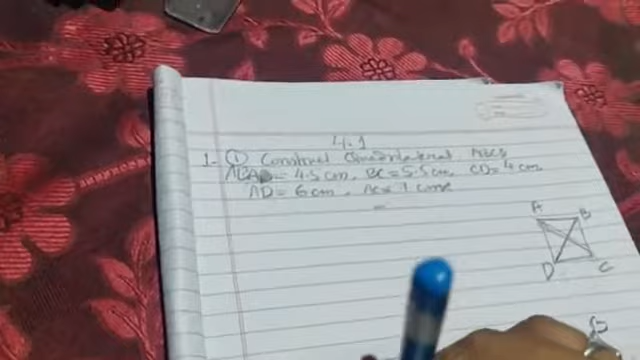 4.1
1. ① Construct Quadrilateral ABCD
AB = 4.5 cm, BC = 5.5 cm, CD = 4 cm
AD = 6 cm, AC = 7 cm
A B
D C